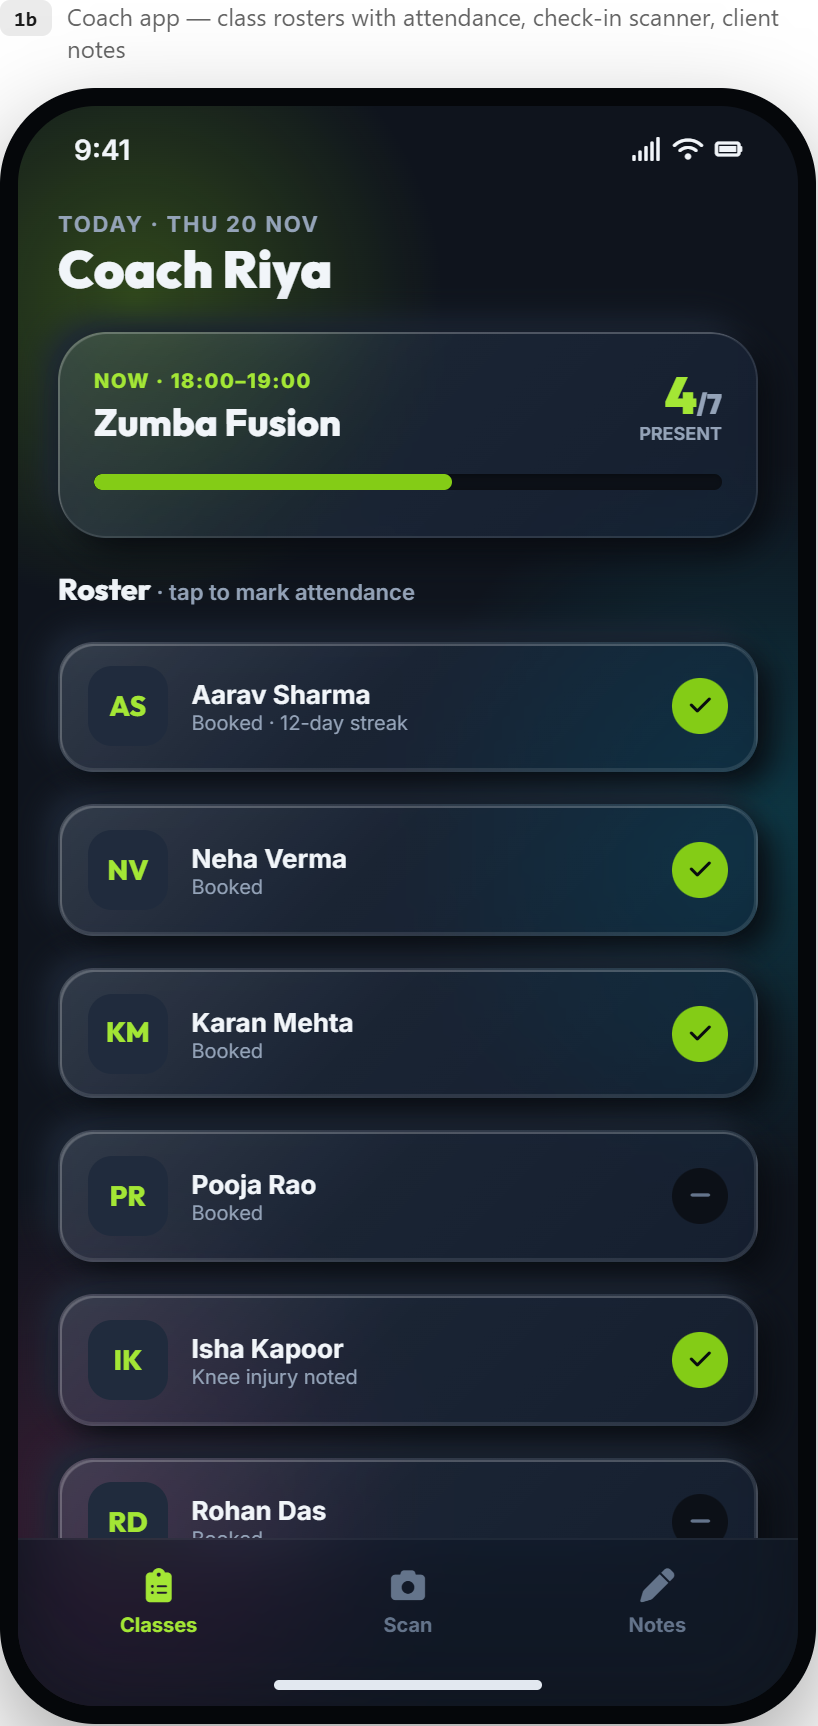 1b Coach app — class rosters with attendance, check-in scanner, client
notes
9:41
TODAY · THU 20 NOV
Coach Riya
NOW · 18:00–19:00
Zumba Fusion
4/7
PRESENT
Roster · tap to mark attendance
AS
Aarav Sharma
Booked · 12-day streak
NV
Neha Verma
Booked
KM
Karan Mehta
Booked
PR
Pooja Rao
Booked
IK
Isha Kapoor
Knee injury noted
RD
Rohan Das
Booked
Classes
Scan
Notes